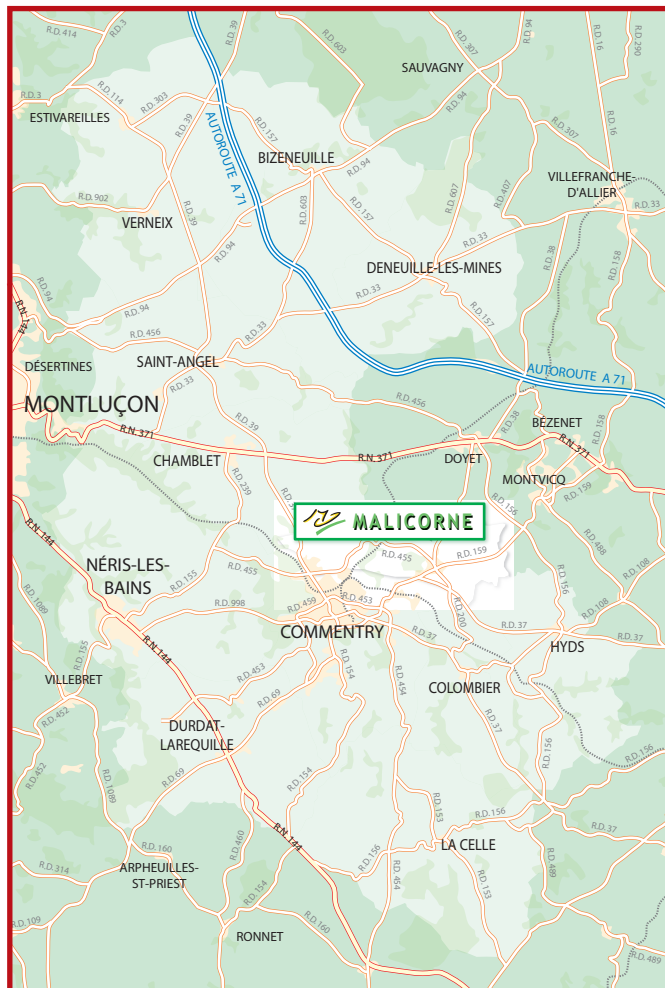 R.D. 414
R.D.3
R.D. 39
R.D. 603
R.D. 307
R.D. 94
R.D. 16
R.D. 290
SAUVAGNY
R.D. 3
R.D. 114
R.D. 303
R.D. 94
ESTIVAREILLES
R.D. 39
AUTOROUTE A 71
R.D. 157
R.D. 307
R.D. 16
BIZENEUILLE
R.D. 94
R.D. 902
R.D. 607
R.D. 407
VILLEFRANCHE-
D'ALLIER
R.D. 33
VERNEIX
R.D. 39
R.D. 603
R.D. 157
R.D. 94
R.D. 33
R.D. 38
R.D. 158
DENEUILLE-LES-MINES
R.D. 94
R.D. 94
R.D. 33
R.N. 144
R.D. 456
R.D. 33
R.D. 157
DÉSERTINES
SAINT-ANGEL
AUTOROUTE A 71
R.D. 33
R.D. 456
MONTLUÇON
R.D. 39
R.D. 38
BÉZENET
R.D. 158
R.N. 371
CHAMBLET
R.N. 371
DOYET
R.N. 371
R.D. 239
MONTVICQ
R.D. 159
R.D. 156
MALICORNE
R.N. 144
R.D. 488
NÉRIS-LES-
BAINS
R.D. 155
R.D. 455
R.D. 455
R.D. 159
R.D. 108
R.D. 1089
R.D. 998
R.D. 459
R.D. 453
R.D. 200
R.D. 156
R.D. 108
COMMENTRY
R.D. 37
R.D. 37
R.D. 37
HYDS
R.D. 155
R.N. 144
R.D. 453
R.D. 154
R.D. 454
VILLEBRET
R.D. 69
COLOMBIER
R.D. 452
DURDAT-
LAREQUILLE
R.D. 37
R.D. 156
R.D. 156
R.D. 452
R.D. 69
R.D. 154
R.D. 1089
R.D. 153
R.D. 156
R.D. 37
R.D. 160
R.D. 460
R.N. 144
R.D. 156
LA CELLE
R.D. 314
ARPHEUILLES-
ST-PRIEST
R.D. 154
R.D. 454
R.D. 153
R.D. 489
R.D. 109
RONNET
R.D. 160
R.D. 489